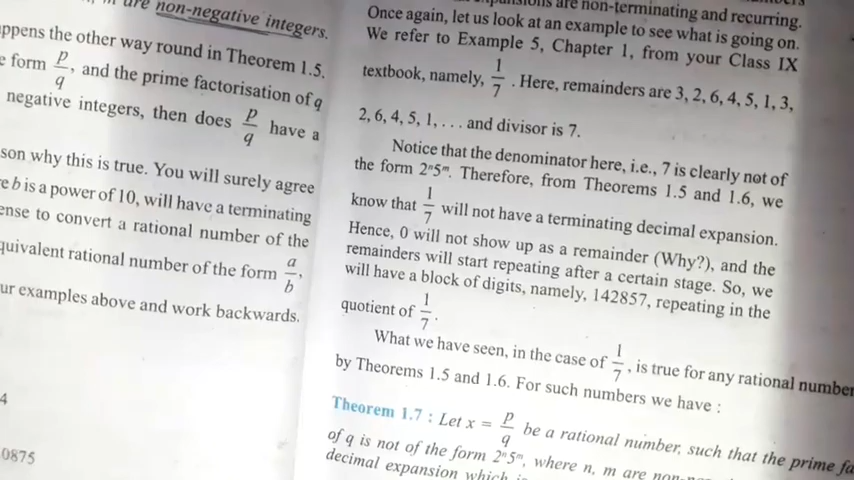 are non-negative integers.
appens the other way round in Theorem 1.5.
e form p/q, and the prime factorisation of q
negative integers, then does p/q have a
son why this is true. You will surely agree
e b is a power of 10, will have a terminating
ense to convert a rational number of the
quivalent rational number of the form a/b,
ur examples above and work backwards.
4
0875
are non-terminating and recurring.
Once again, let us look at an example to see what is going on.
We refer to Example 5, Chapter 1, from your Class IX
textbook, namely, 1/7 . Here, remainders are 3, 2, 6, 4, 5, 1, 3,
2, 6, 4, 5, 1, . . . and divisor is 7.
Notice that the denominator here, i.e., 7 is clearly not of
the form 2ⁿ5ᵐ. Therefore, from Theorems 1.5 and 1.6, we
know that 1/7 will not have a terminating decimal expansion.
Hence, 0 will not show up as a remainder (Why?), and the
remainders will start repeating after a certain stage. So, we
will have a block of digits, namely, 142857, repeating in the
quotient of 1/7.
What we have seen, in the case of 1/7, is true for any rational number
by Theorems 1.5 and 1.6. For such numbers we have :
Theorem 1.7 : Let x = p/q be a rational number, such that the prime fa
of q is not of the form 2ⁿ5ᵐ, where n, m are non-
decimal expansion which